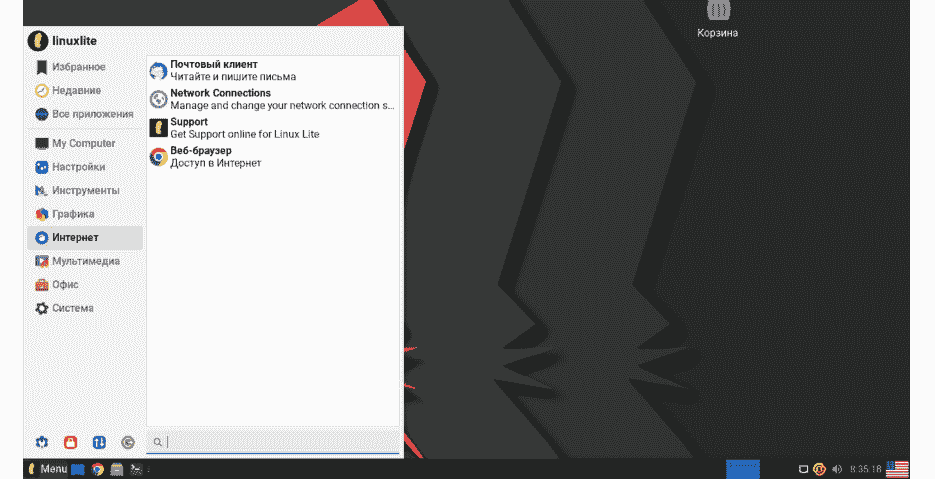 Корзина
linuxlite
Избранное
Недавние
Все приложения
My Computer
Настройки
Инструменты
Графика
Интернет
Мультимедиа
Офис
Система
Почтовый клиент
Читайте и пишите письма
Network Connections
Manage and change your network connection s...
Support
Get Support online for Linux Lite
Веб-браузер
Доступ в Интернет
Menu
8:35:18